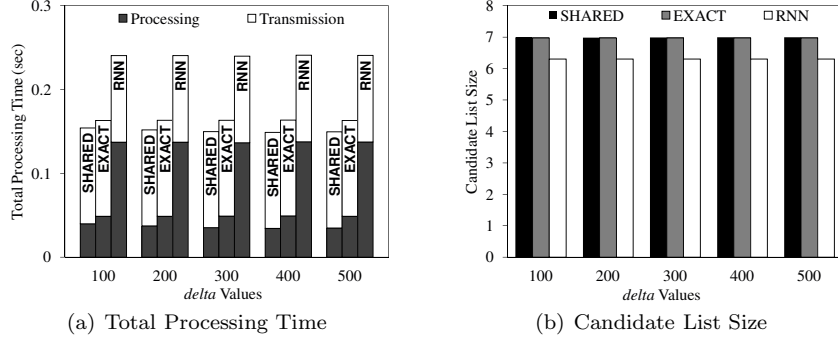 0.3
0.2
0.1
0
Total Processing Time (sec)
Processing
Transmission
SHARED
EXACT
RNN
SHARED
EXACT
RNN
SHARED
EXACT
RNN
SHARED
EXACT
RNN
SHARED
EXACT
RNN
100 200 300 400 500
delta Values
(a) Total Processing Time
8
7
6
5
4
3
2
1
0
Candidate List Size
SHARED
EXACT
RNN
100 200 300 400 500
delta Values
(b) Candidate List Size